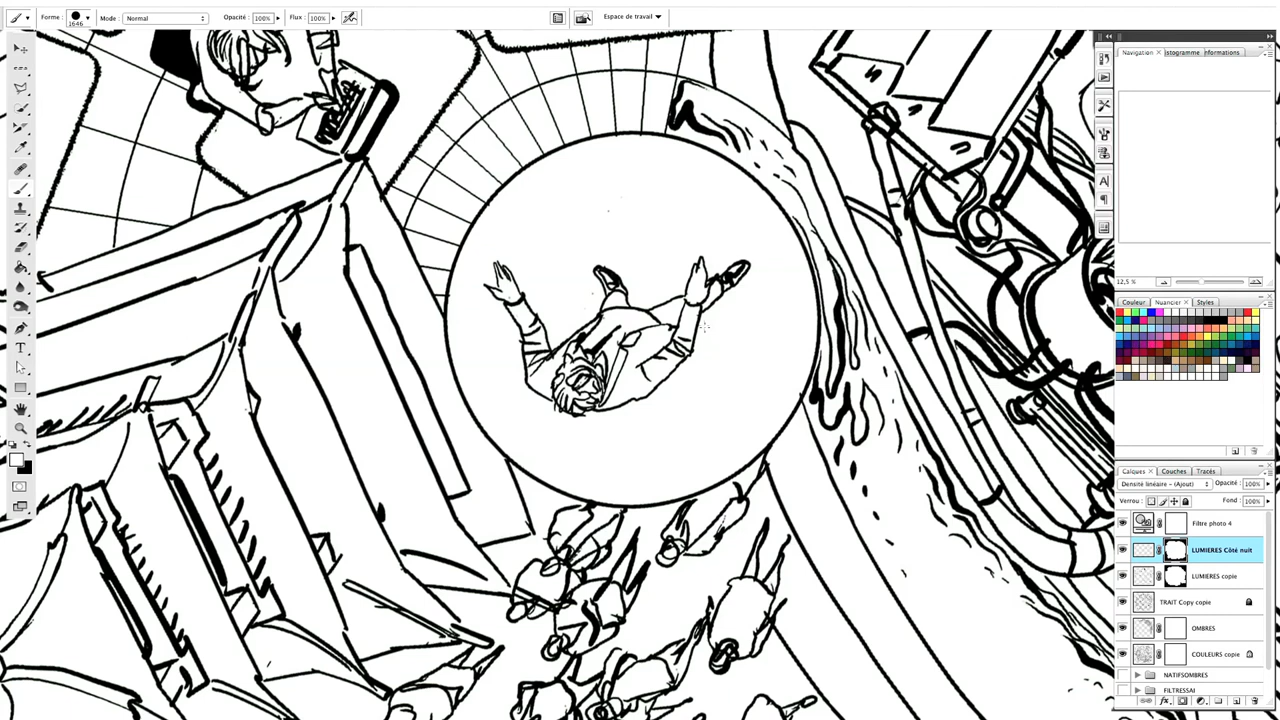 Forme : 1646 Mode : Normal Opacité : 100% Flux : 100% Espace de travail
Navigation × istogramme nformations
12,5 %
Couleur Nuancier × Styles
Calques × Couches Tracés
Densité linéaire - (Ajout) Opacité : 100%
Verrou : Fond : 100%
Filtre photo 4
LUMIERES Côté nuit
LUMIERES copie
TRAIT Copy copie
OMBRES
COULEURS copie
NATIFSOMBRES
FILTRESSAI